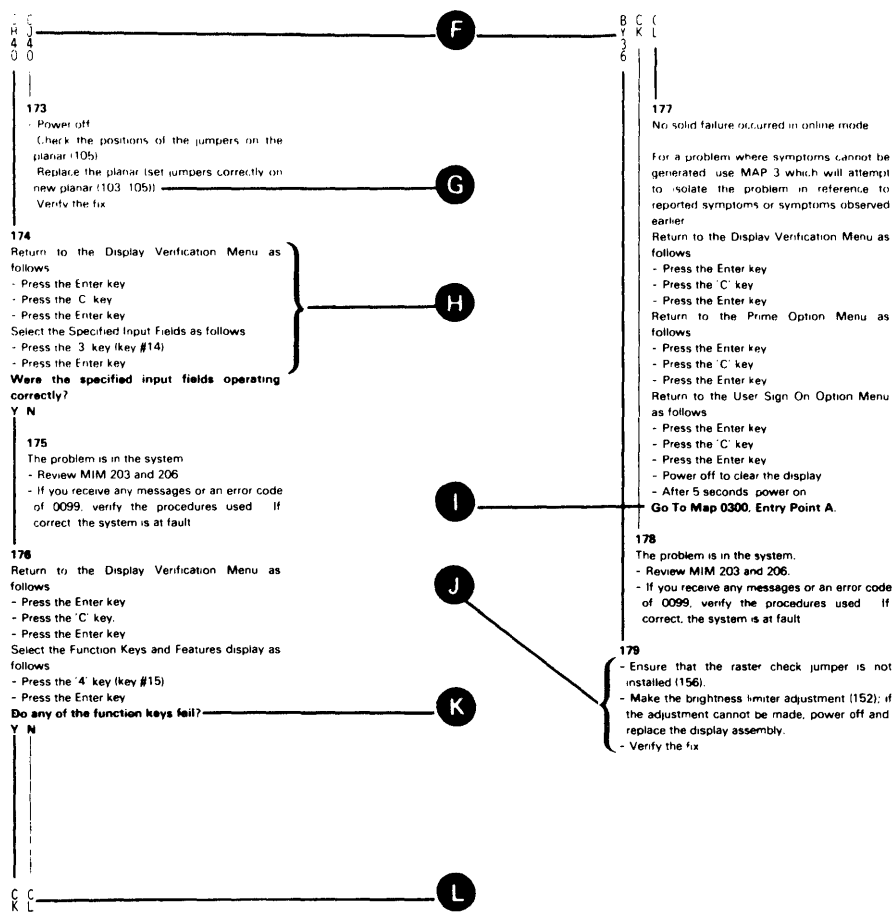 C
J
4
0
H
4
0
F
B
Y
3
6
C
K
173
- Power off
Check the positions of the jumpers on the
planar (105)
Replace the planar (set jumpers correctly on
new planar (103 105))
Verify the fix
G
174
Return to the Display Verification Menu as
follows
- Press the Enter key
- Press the C key
- Press the Enter key
Select the Specified Input Fields as follows
- Press the 3 key (key #14)
- Press the Enter key
Were the specified input fields operating
correctly?
Y N
H
175
The problem is in the system
- Review MIM 203 and 206
- If you receive any messages or an error code
of 0099, verify the procedures used If
correct the system is at fault
176
Return to the Display Verification Menu as
follows
- Press the Enter key
- Press the 'C' key.
- Press the Enter key
Select the Function Keys and Features display as
follows
- Press the '4' key (key #15)
- Press the Enter key
Do any of the function keys fail?
Y N
K
C K
C L
L
177
No solid failure occurred in online mode
For a problem where symptoms cannot be
generated use MAP 3 which will attempt
to isolate the problem in reference to
reported symptoms or symptoms observed
earlier
Return to the Display Verification Menu as
follows
- Press the Enter key
- Press the 'C' key
- Press the Enter key
Return to the Prime Option Menu as
follows
- Press the Enter key
- Press the 'C' key
- Press the Enter key
Return to the User Sign On Option Menu
as follows
- Press the Enter key
- Press the 'C' key
- Press the Enter key
- Power off to clear the display
- After 5 seconds power on
Go To Map 0300, Entry Point A.
I
178
The problem is in the system.
- Review MIM 203 and 206.
- If you receive any messages or an error code
of 0099, verify the procedures used If
correct, the system is at fault
J
179
- Ensure that the raster check jumper is not
installed (156).
- Make the brightness limiter adjustment (152); if
the adjustment cannot be made, power off and
replace the display assembly.
- Verify the fix